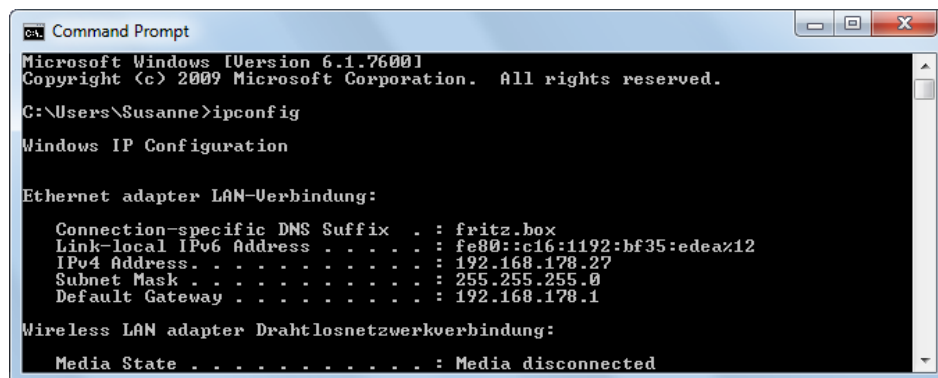 Command Prompt
Microsoft Windows [Version 6.1.7600]
Copyright (c) 2009 Microsoft Corporation.  All rights reserved.
C:\Users\Susanne>ipconfig
Windows IP Configuration
Ethernet adapter LAN-Verbindung:
   Connection-specific DNS Suffix  . : fritz.box
   Link-local IPv6 Address . . . . . : fe80::c16:1192:bf35:edea%12
   IPv4 Address. . . . . . . . . . . : 192.168.178.27
   Subnet Mask . . . . . . . . . . . : 255.255.255.0
   Default Gateway . . . . . . . . . : 192.168.178.1
Wireless LAN adapter Drahtlosnetzwerkverbindung:
   Media State . . . . . . . . . . . : Media disconnected